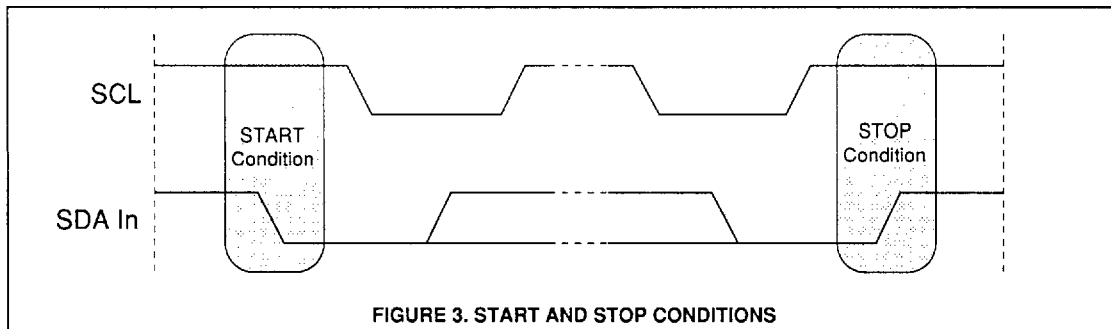 SCL
START
Condition
STOP
Condition
SDA In
FIGURE 3. START AND STOP CONDITIONS